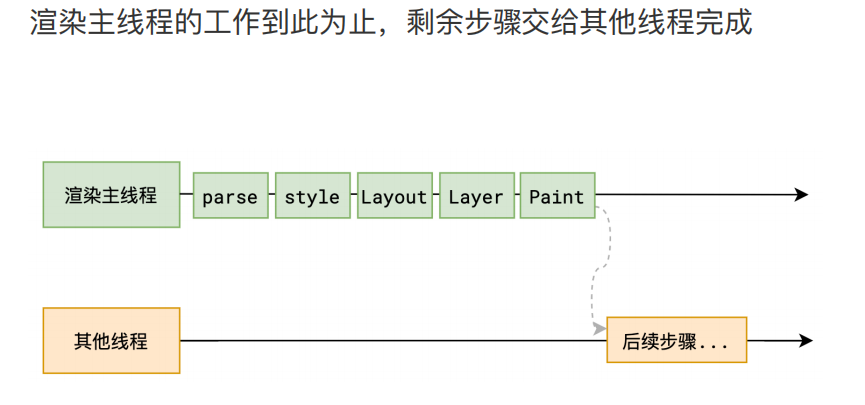 渲染主线程的工作到此为止，剩余步骤交给其他线程完成
渲染主线程
parse
style
Layout
Layer
Paint
其他线程
后续步骤...